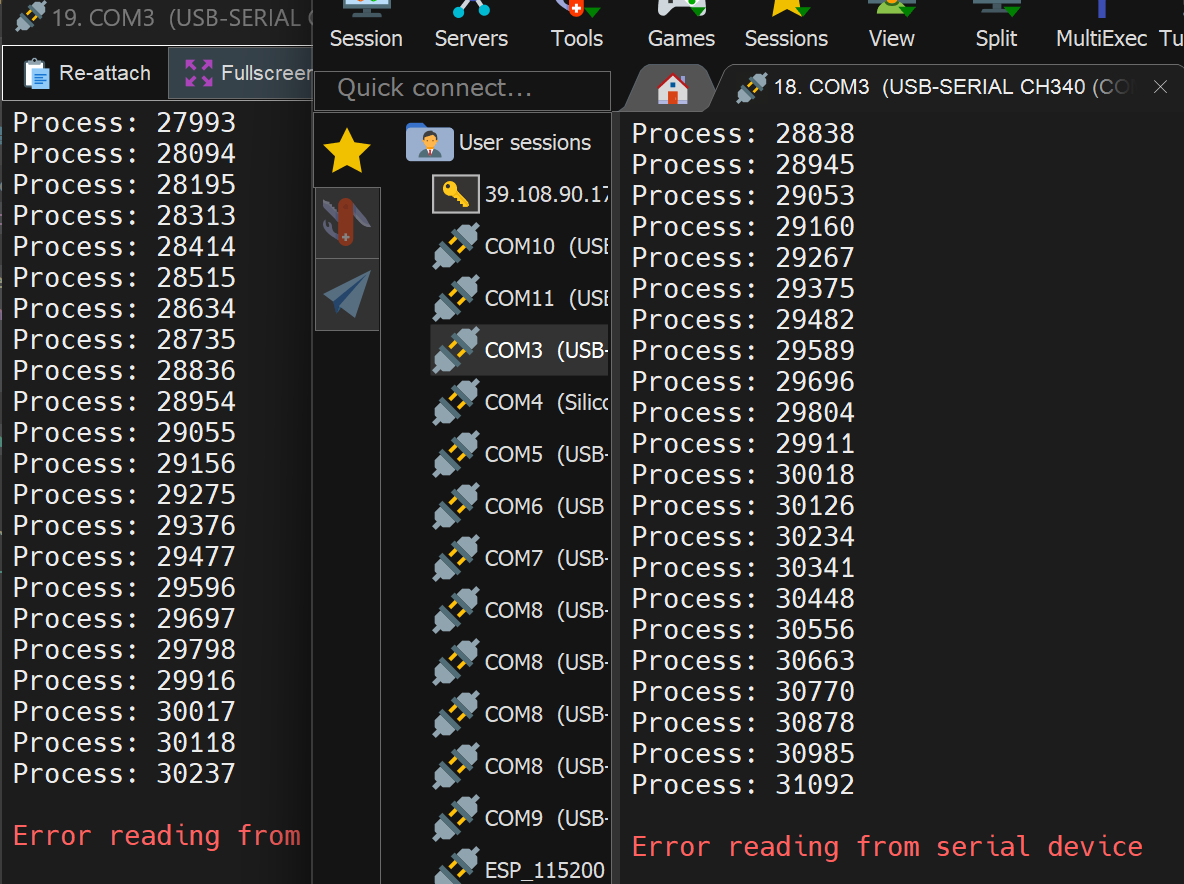 19. COM3 (USB-SERIAL
Re-attach
Fullscreen
Process: 27993
Process: 28094
Process: 28195
Process: 28313
Process: 28414
Process: 28515
Process: 28634
Process: 28735
Process: 28836
Process: 28954
Process: 29055
Process: 29156
Process: 29275
Process: 29376
Process: 29477
Process: 29596
Process: 29697
Process: 29798
Process: 29916
Process: 30017
Process: 30118
Process: 30237
Error reading from
Session
Servers
Tools
Games
Sessions
View
Split
MultiExec
Tu
Quick connect...
User sessions
39.108.90.17
COM10 (USB
COM11 (USB
COM3 (USB-
COM4 (Silico
COM5 (USB-
COM6 (USB
COM7 (USB-
COM8 (USB-
COM8 (USB-
COM8 (USB-
COM8 (USB-
COM9 (USB-
ESP_115200
18. COM3 (USB-SERIAL CH340 (CO
Process: 28838
Process: 28945
Process: 29053
Process: 29160
Process: 29267
Process: 29375
Process: 29482
Process: 29589
Process: 29696
Process: 29804
Process: 29911
Process: 30018
Process: 30126
Process: 30234
Process: 30341
Process: 30448
Process: 30556
Process: 30663
Process: 30770
Process: 30878
Process: 30985
Process: 31092
Error reading from serial device